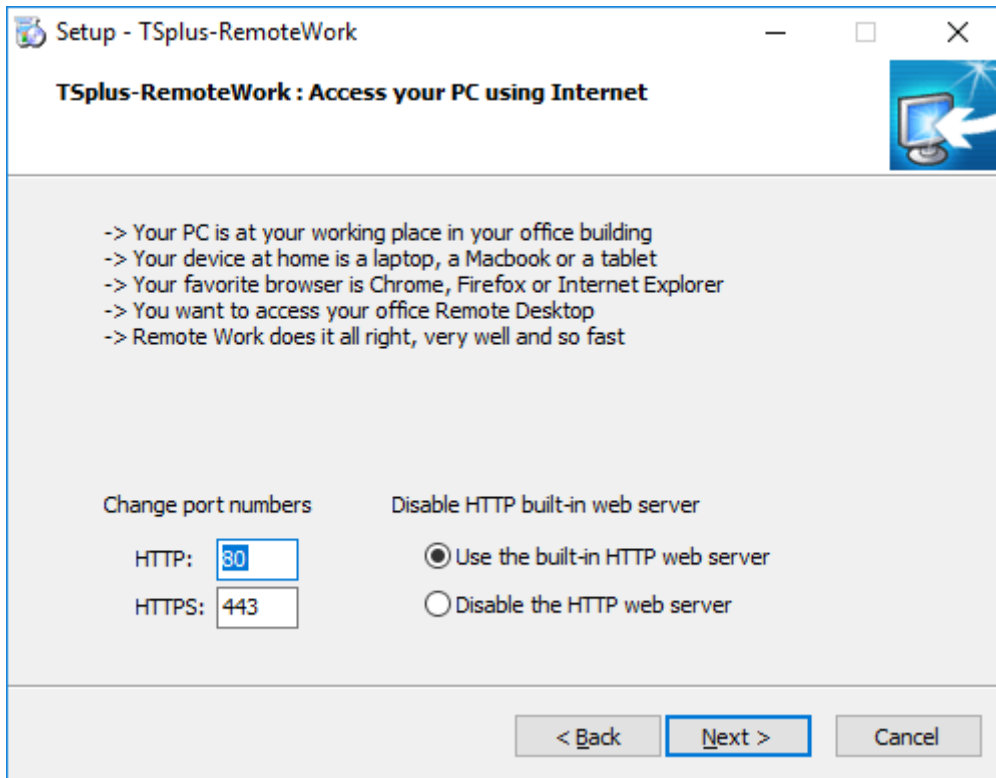 Setup - TSplus-RemoteWork
TSplus-RemoteWork : Access your PC using Internet
-> Your PC is at your working place in your office building
-> Your device at home is a laptop, a Macbook or a tablet
-> Your favorite browser is Chrome, Firefox or Internet Explorer
-> You want to access your office Remote Desktop
-> Remote Work does it all right, very well and so fast
Change port numbers
HTTP: 80
HTTPS: 443
Disable HTTP built-in web server
Use the built-in HTTP web server
Disable the HTTP web server
< Back
Next >
Cancel